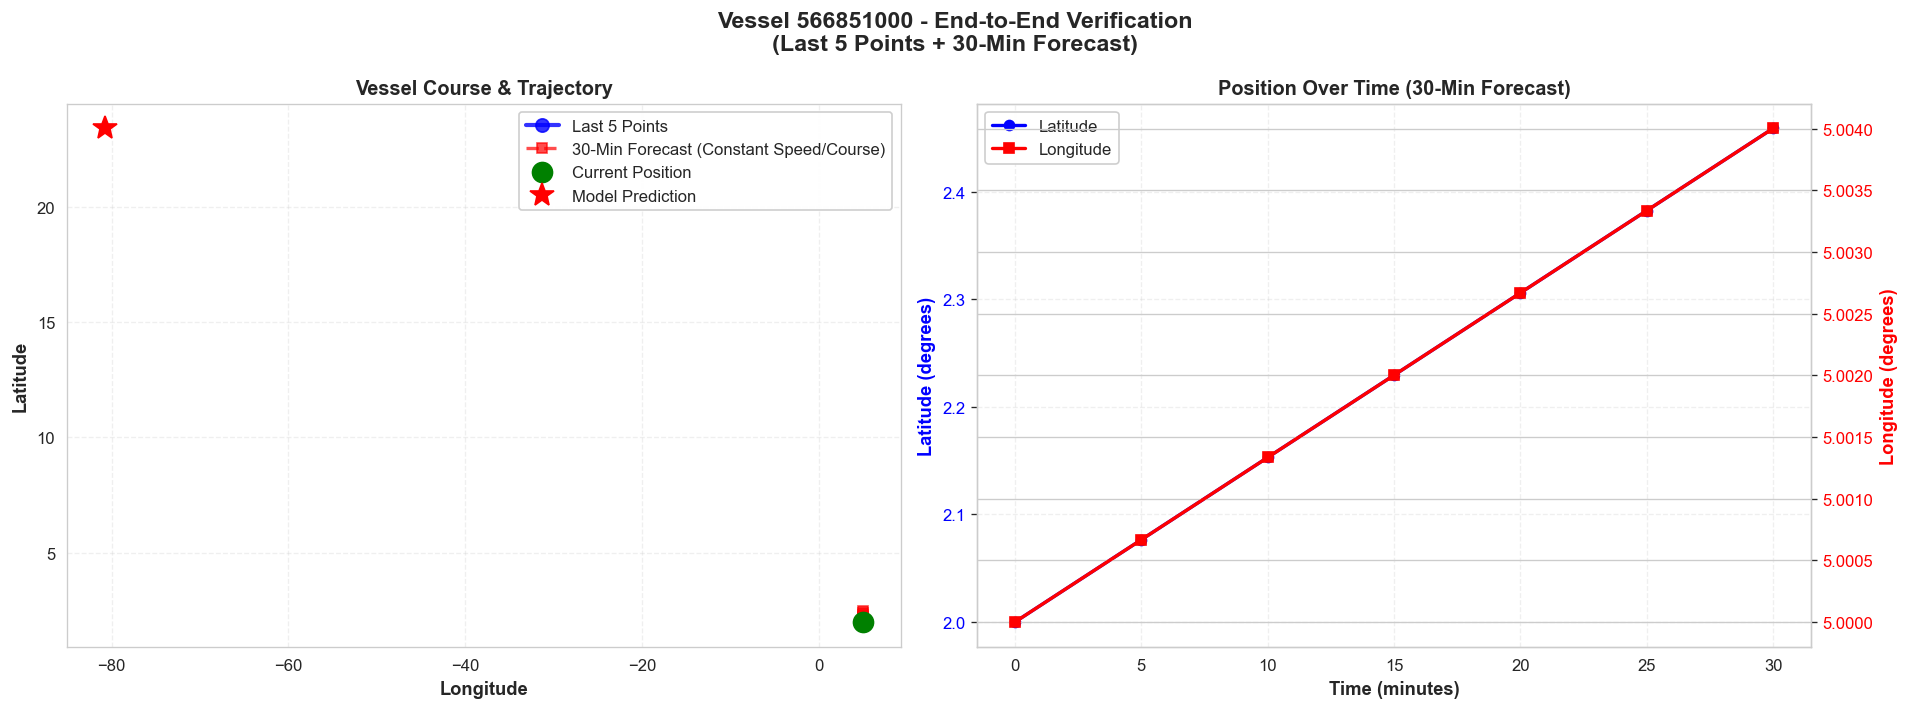 Vessel 566851000 - End-to-End Verification
(Last 5 Points + 30-Min Forecast)
Vessel Course & Trajectory
Last 5 Points
30-Min Forecast (Constant Speed/Course)
Current Position
Model Prediction
20
15
10
5
−80
−60
−40
−20
0
Latitude
Longitude
Position Over Time (30-Min Forecast)
Latitude
Longitude
2.4
2.3
2.2
2.1
2.0
Latitude (degrees)
0
5
10
15
20
25
30
Time (minutes)
5.0040
5.0035
5.0030
5.0025
5.0020
5.0015
5.0010
5.0005
5.0000
Longitude (degrees)